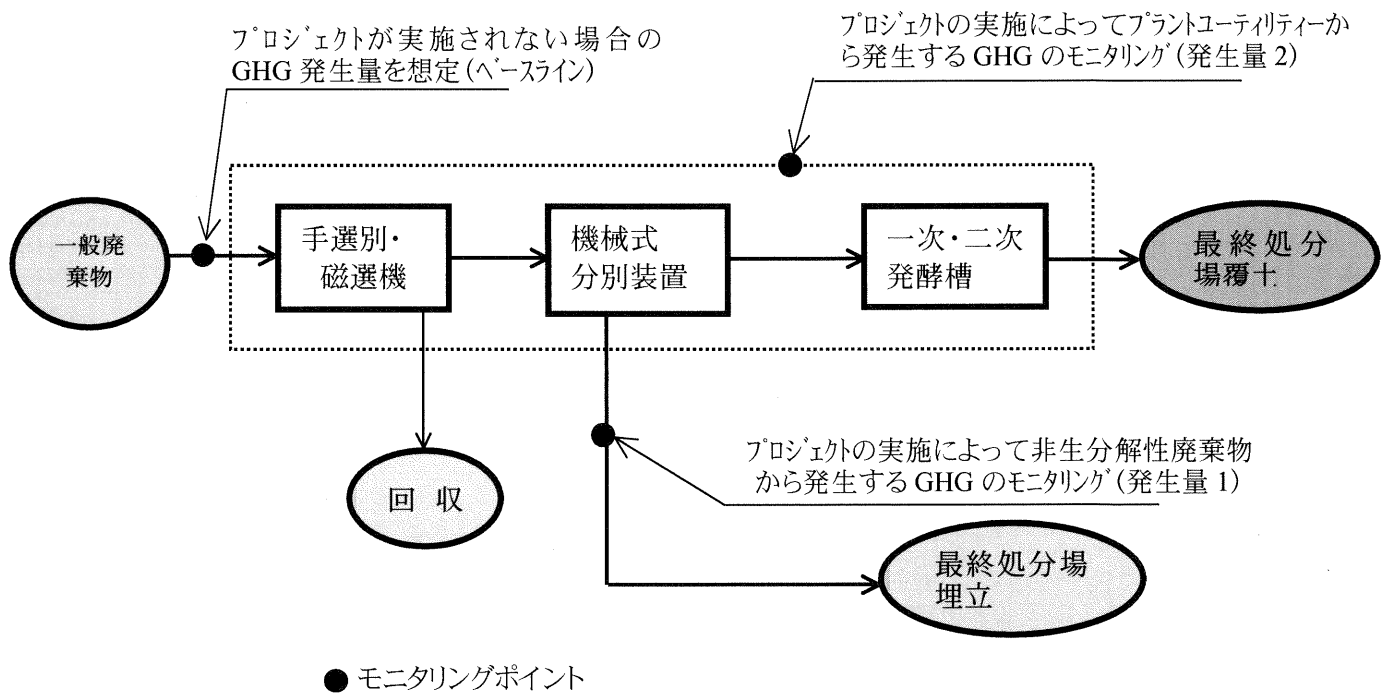 プロジェクトが実施されない場合の
GHG 発生量を想定(ベースライン)
プロジェクトの実施によってプラントユーティリティーか
ら発生する GHG のモニタリング(発生量 2)
一般廃
棄物
手選別・
磁選機
機械式
分別装置
一次・二次
発酵槽
最終処分
場覆土
回 収
プロジェクトの実施によって非生分解性廃棄物
から発生する GHG のモニタリング(発生量 1)
最終処分場
埋立
● モニタリングポイント